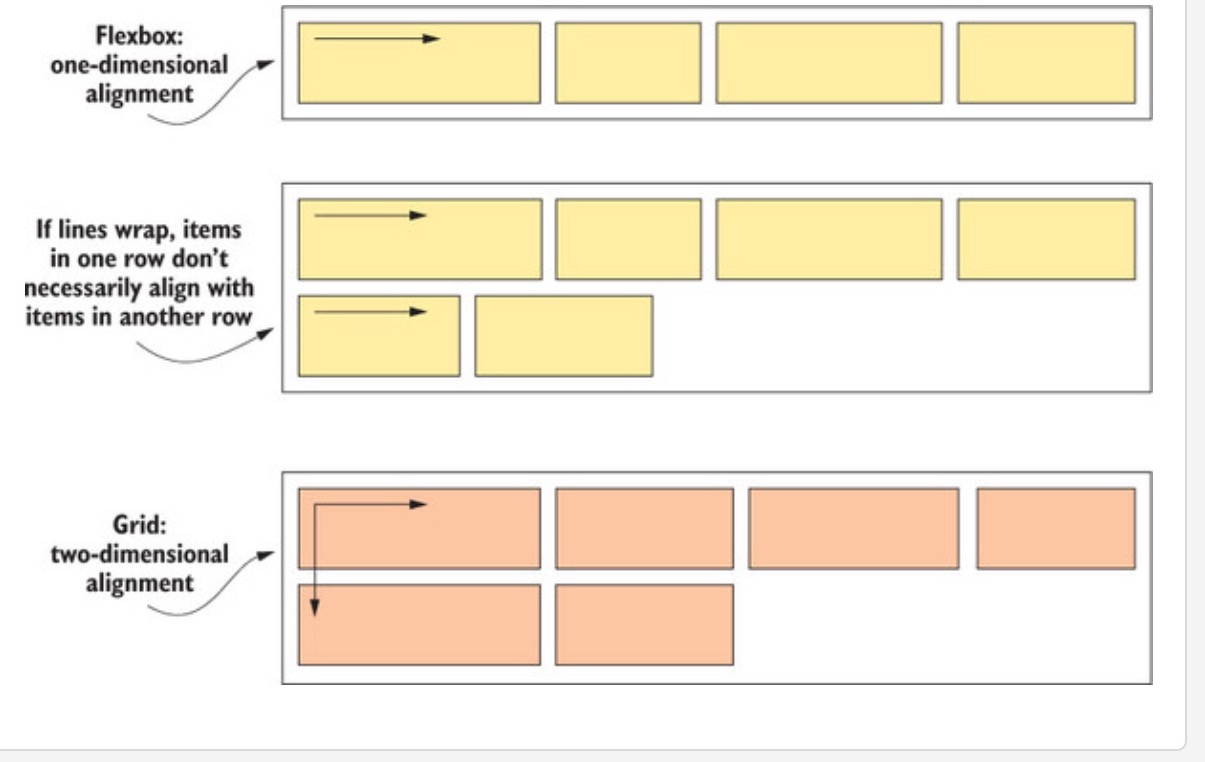 Flexbox:
one-dimensional
alignment
If lines wrap, items
in one row don't
necessarily align with
items in another row
Grid:
two-dimensional
alignment